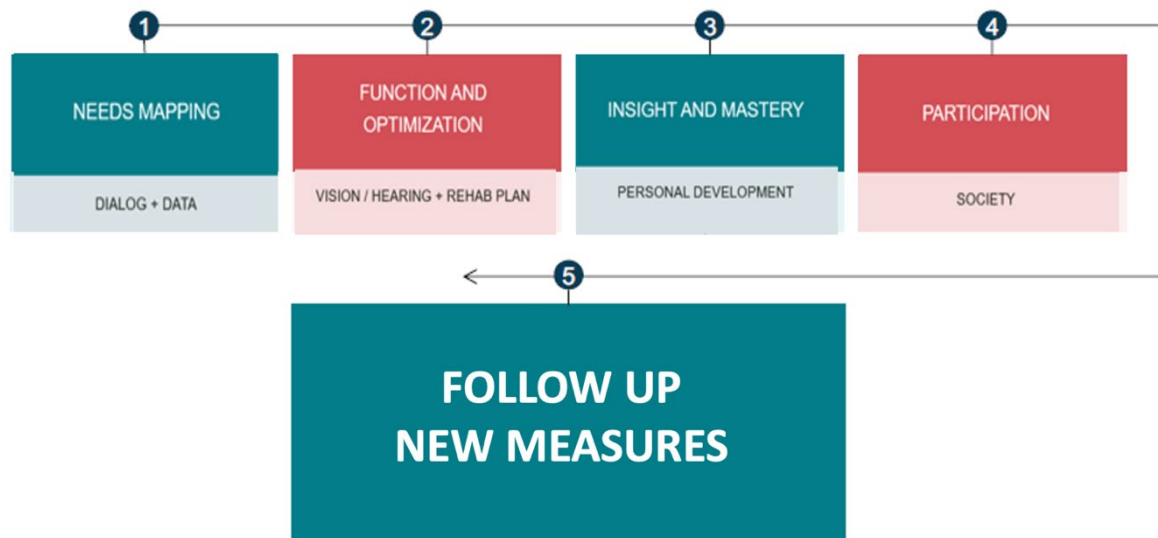 1
2
3
4
NEEDS MAPPING
DIALOG + DATA
FUNCTION AND
OPTIMIZATION
VISION / HEARING + REHAB PLAN
INSIGHT AND MASTERY
PERSONAL DEVELOPMENT
PARTICIPATION
SOCIETY
5
FOLLOW UP
NEW MEASURES